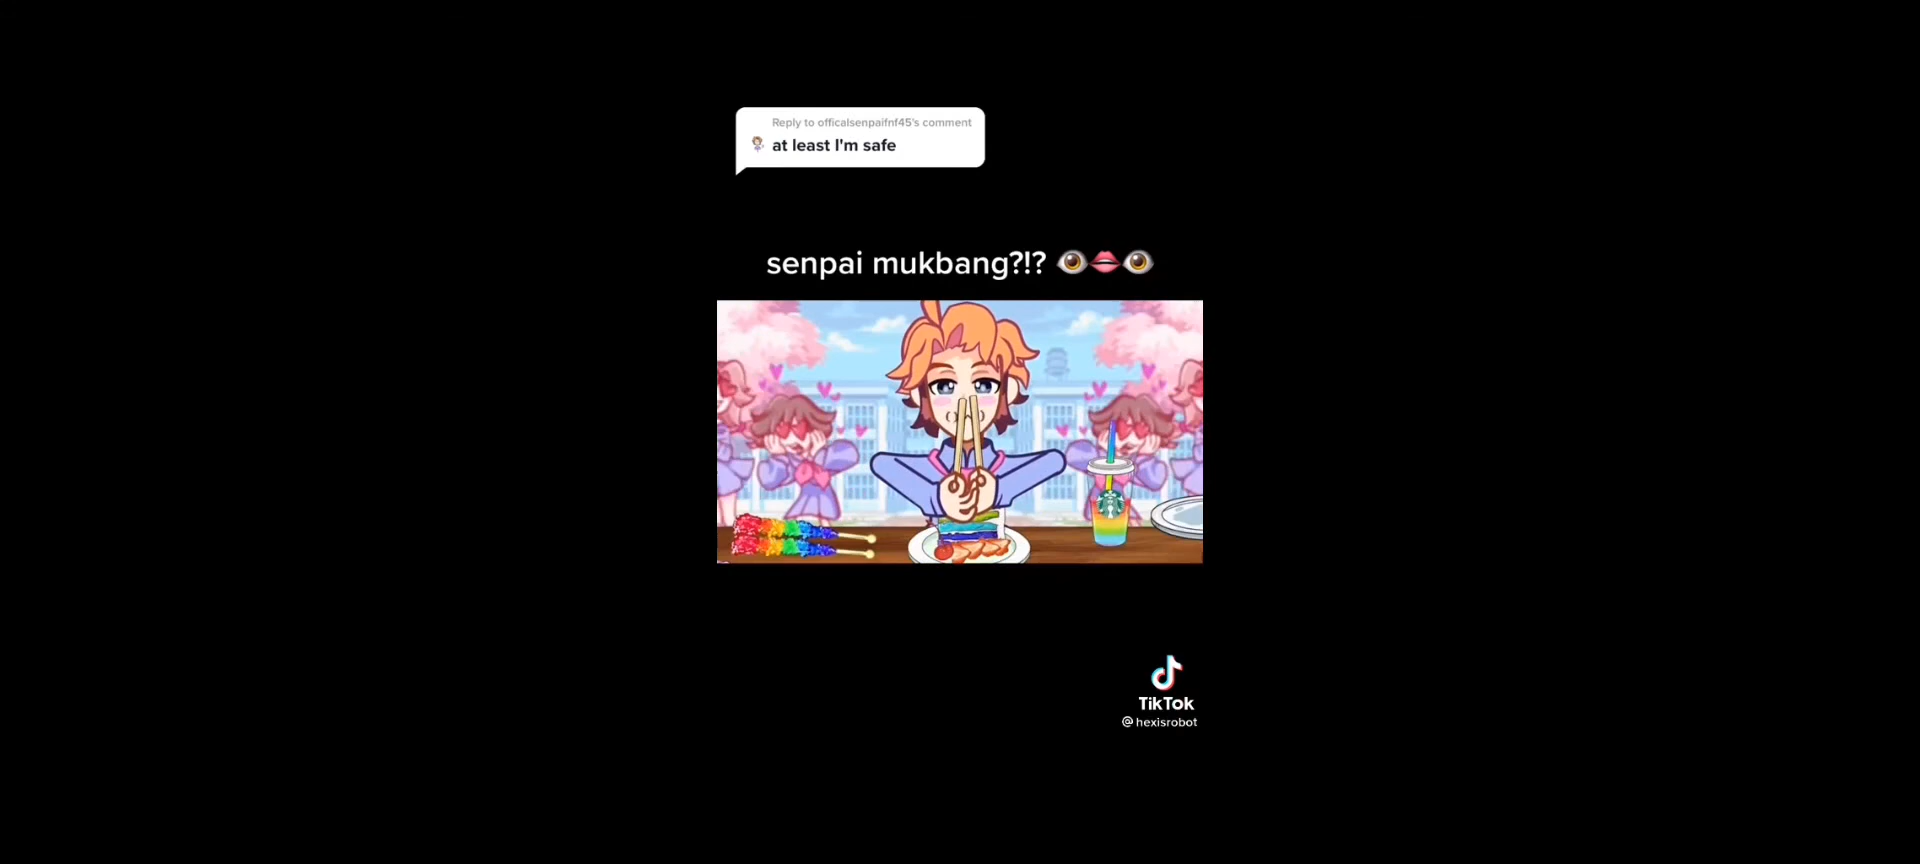 Reply to officalsenpaifnf45's comment
at least I'm safe
senpai mukbang?!? 👁️👄👁️
TikTok
@hexisrobot